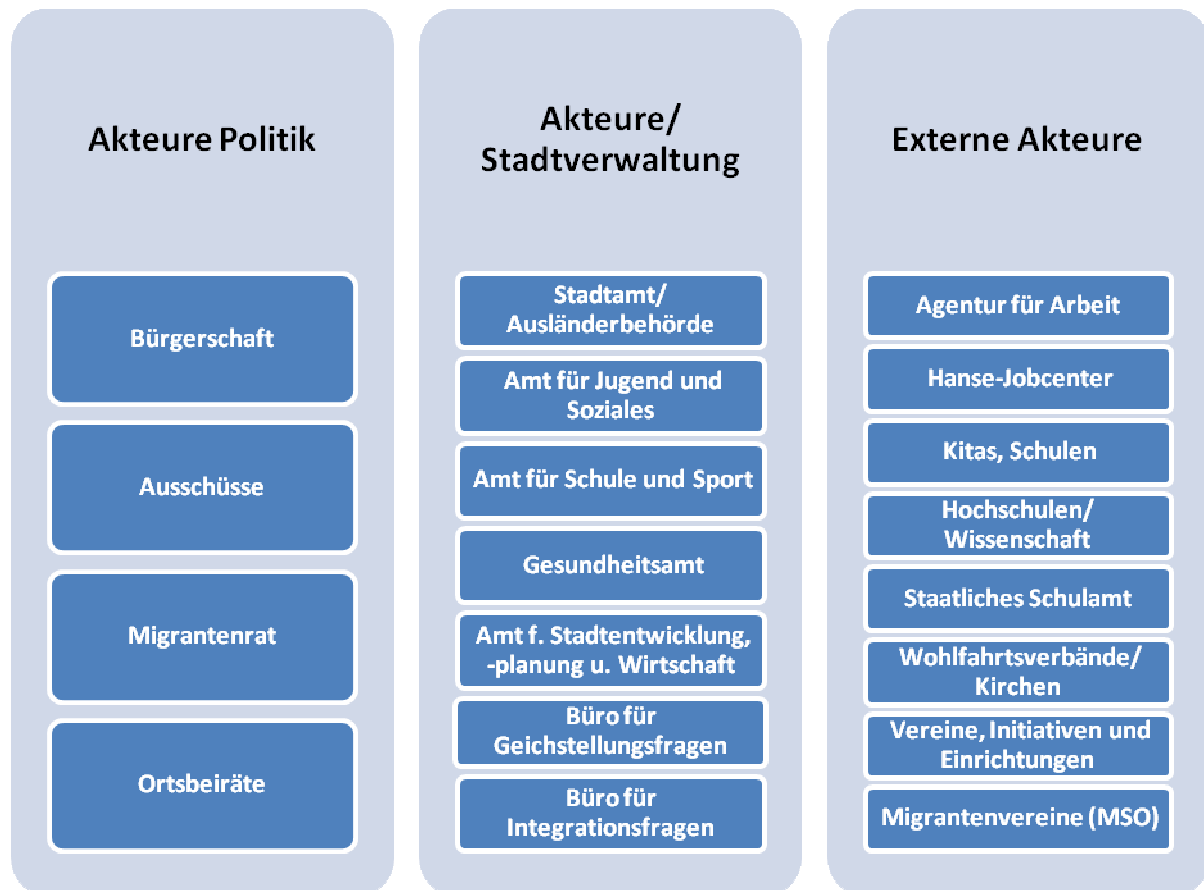 Akteure Politik
Bürgerschaft
Ausschüsse
Migrantenrat
Ortsbeiräte
Akteure/
Stadtverwaltung
Stadtamt/
Ausländerbehörde
Amt für Jugend und
Soziales
Amt für Schule und Sport
Gesundheitsamt
Amt f. Stadtentwicklung,
-planung u. Wirtschaft
Büro für
Geichstellungsfragen
Büro für
Integrationsfragen
Externe Akteure
Agentur für Arbeit
Hanse-Jobcenter
Kitas, Schulen
Hochschulen/
Wissenschaft
Staatliches Schulamt
Wohlfahrtsverbände/
Kirchen
Vereine, Initiativen und
Einrichtungen
Migrantenvereine (MSO)